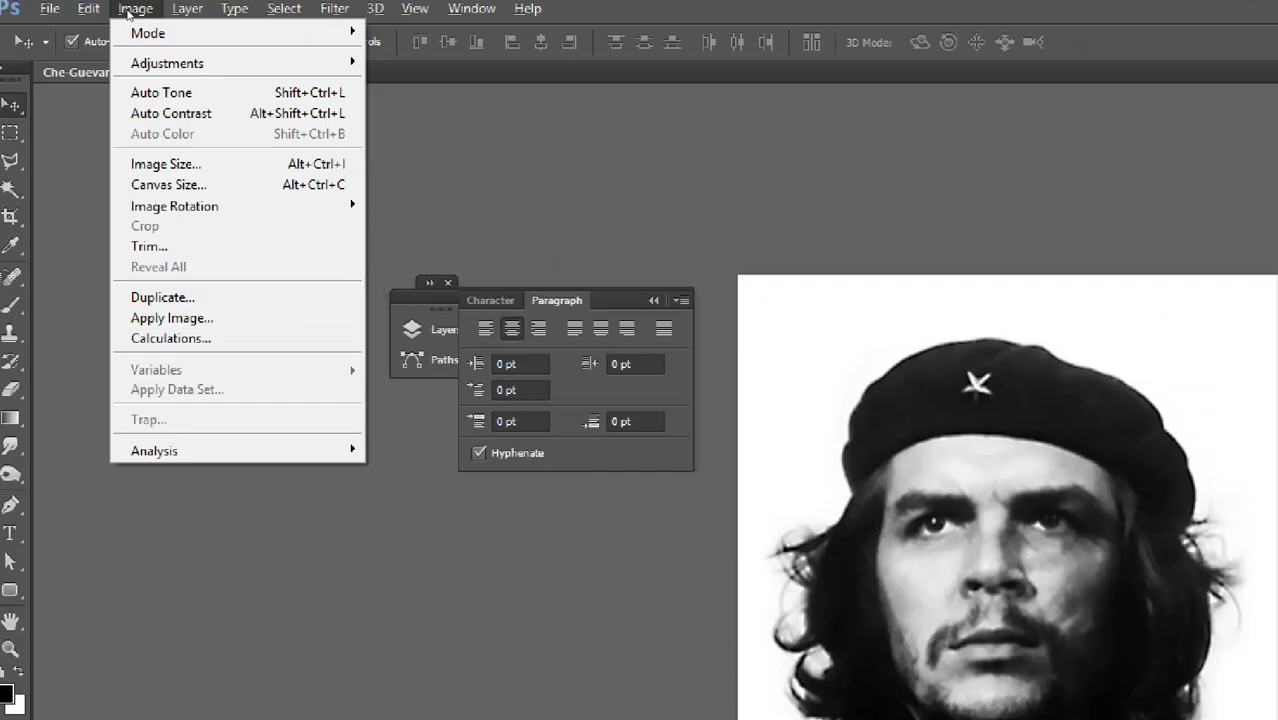 Ps File Edit Image Layer Type Select Filter 3D View Window Help
Auto- ols 3D Mode:
Che-Guevar
Mode
Adjustments
Auto Tone Shift+Ctrl+L
Auto Contrast Alt+Shift+Ctrl+L
Auto Color Shift+Ctrl+B
Image Size... Alt+Ctrl+I
Canvas Size... Alt+Ctrl+C
Image Rotation
Crop
Trim...
Reveal All
Duplicate...
Apply Image...
Calculations...
Variables
Apply Data Set...
Trap...
Analysis
Character Paragraph
Layers
Paths
0 pt 0 pt
0 pt
0 pt 0 pt
Hyphenate
T